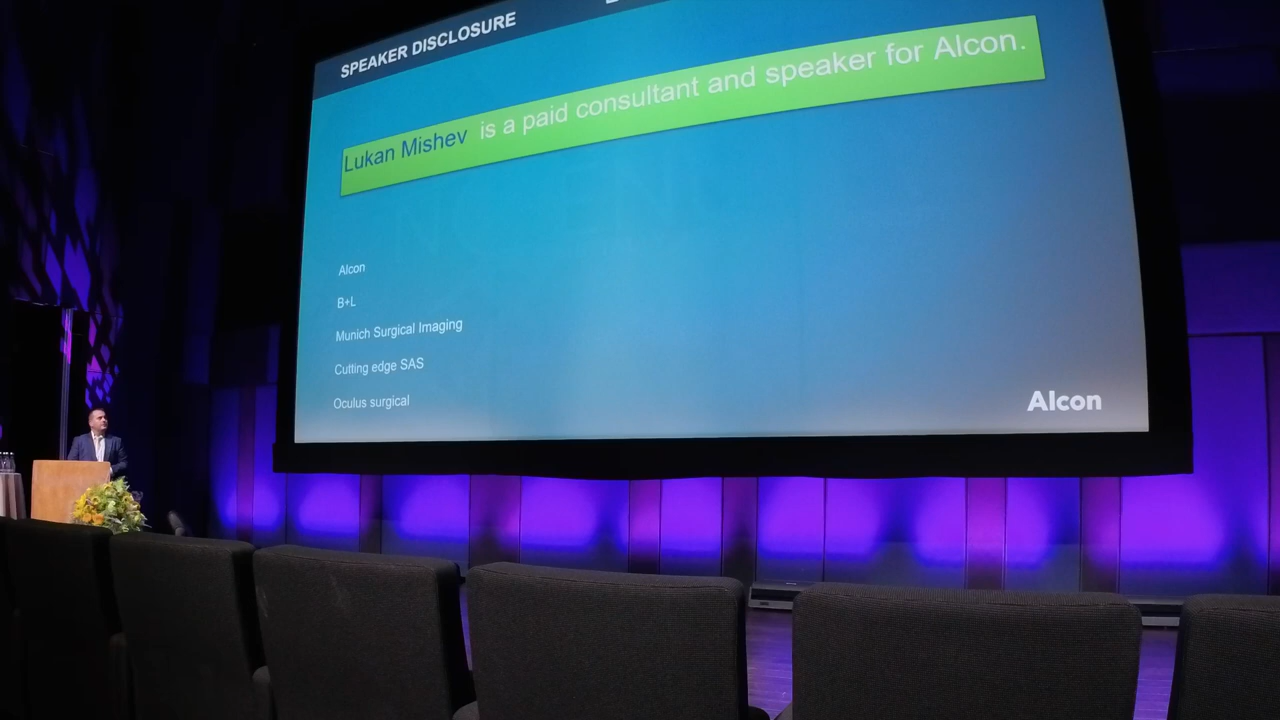 SPEAKER DISCLOSURE
Lukan Mishev is a paid consultant and speaker for Alcon.
Alcon
B+L
Munich Surgical Imaging
Cutting edge SAS
Oculus surgical
Alcon